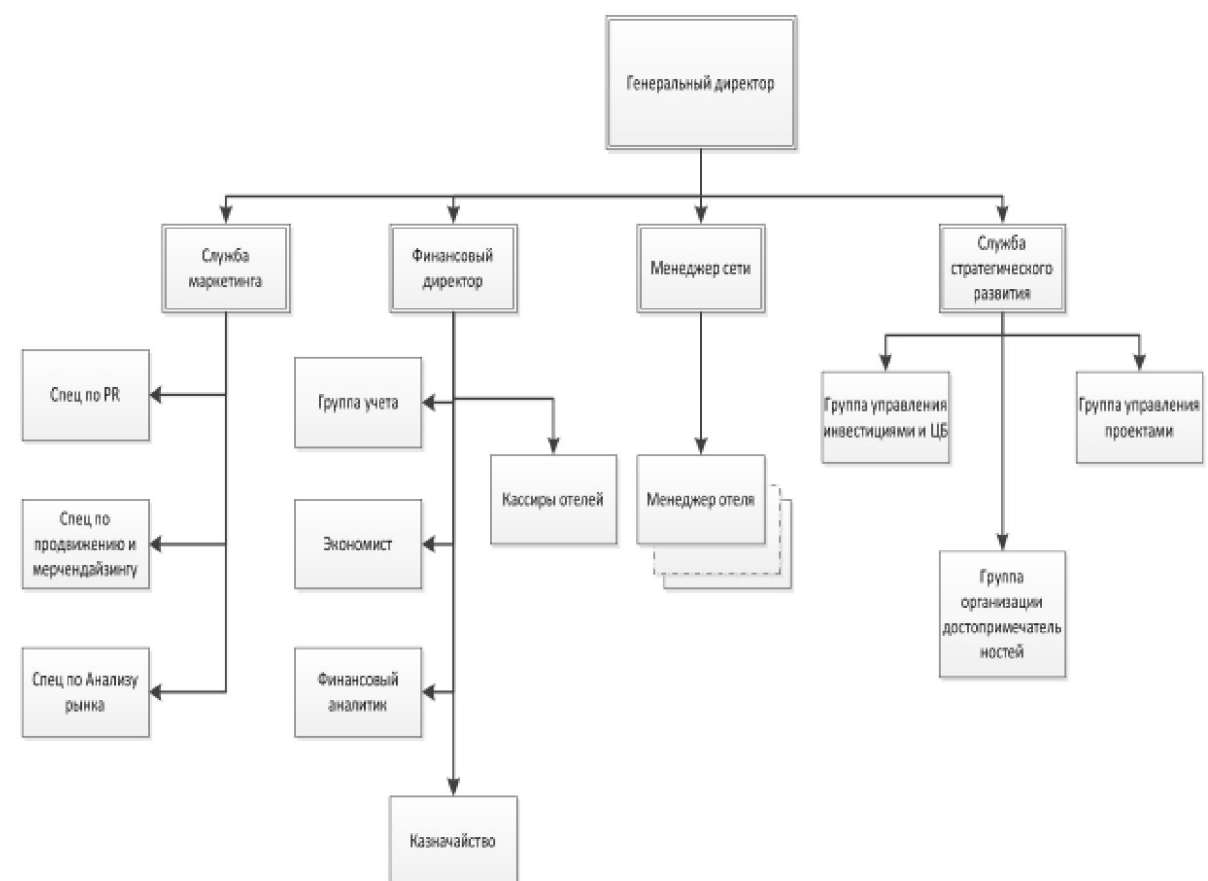 Генеральный директор
Служба
маркетинга
Финансовый
директор
Менеджер сети
Служба
стратегического
развития
Спец по PR
Группа учета
Группа управления
инвестициями и ЦБ
Группа управления
проектами
Кассиры отелей
Менеджер отеля
Спец по
продвижению и
мерчендайзингу
Экономист
Группа
организации
достопримечатель
ностей
Спец по Анализу
рынка
Финансовый
аналитик
Казначайство